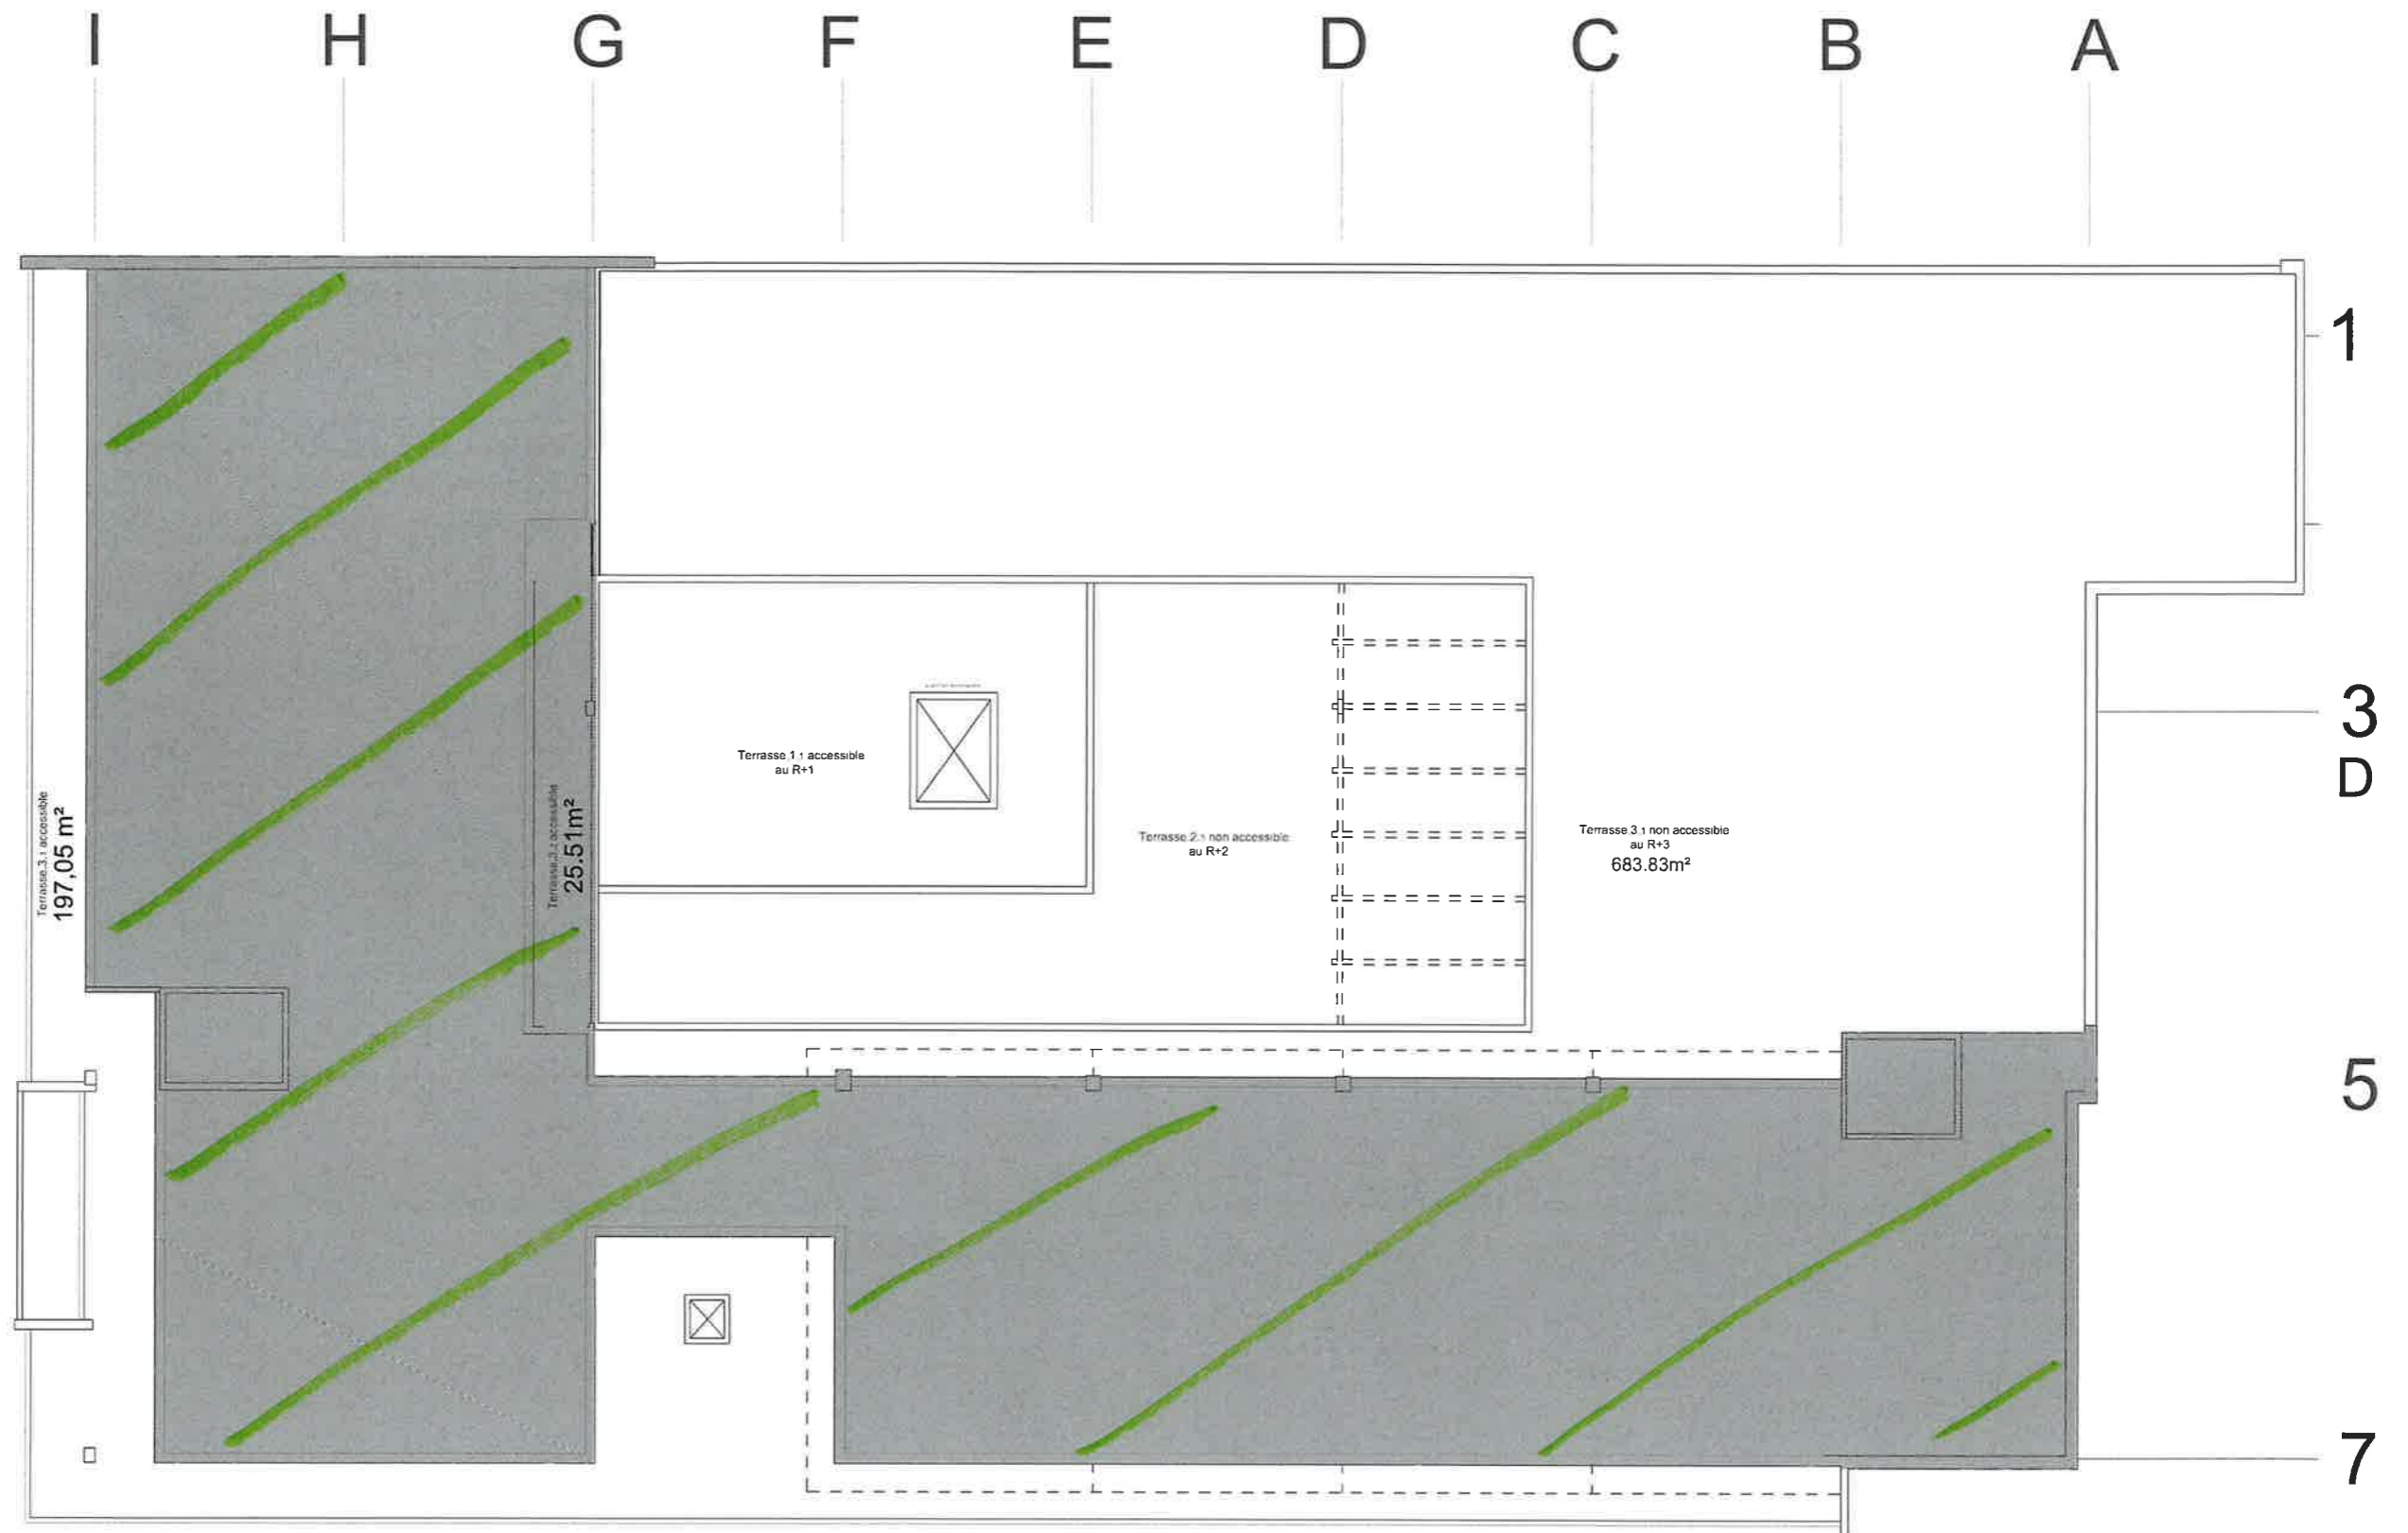 I H G F E D C B A
1
3
D
5
7
Terrasse 3.1 accessible
197,05 m²
Terrasse 3.2 accessible
25.51m²
Terrasse 1.1 accessible
au R+1
Terrasse 2.1 non accessible
au R+2
Terrasse 3.1 non accessible
au R+3
683.83m²